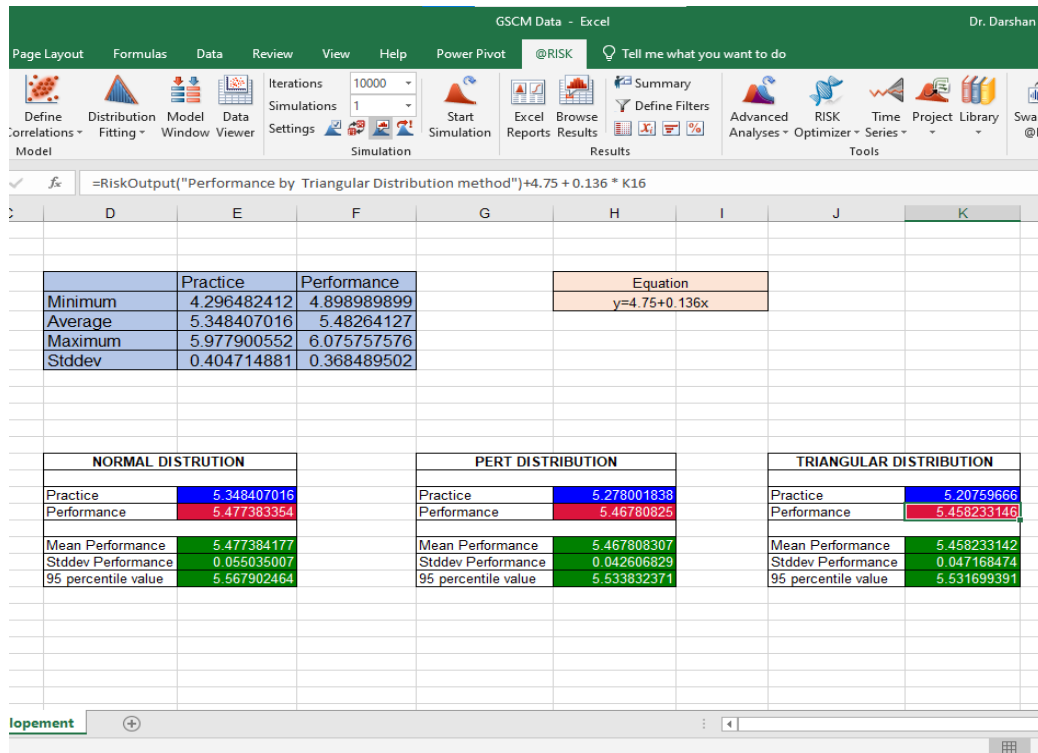 GSCM Data - Excel Dr. Darshan
Page Layout Formulas Data Review View Help Power Pivot @RISK Tell me what you want to do
Define Correlations Distribution Fitting Model Window Data Viewer
Model
Iterations 10000
Simulations 1
Settings
Start Simulation
Simulation
Excel Reports Browse Results
Summary
Define Filters
Results
Advanced Analyses RISK Optimizer Time Series Project Library
Tools
fx =RiskOutput("Performance by Triangular Distribution method")+4.75 + 0.136 * K16
D E F G H I J K
Practice Performance
Minimum 4.296482412 4.898989899
Average 5.348407016 5.48264127
Maximum 5.977900552 6.075757576
Stddev 0.404714881 0.368489502
Equation
y=4.75+0.136x
NORMAL DISTRUTION
Practice 5.348407016
Performance 5.477383354
Mean Performance 5.477384177
Stddev Performance 0.055035007
95 percentile value 5.567902464
PERT DISTRIBUTION
Practice 5.278001838
Performance 5.46780825
Mean Performance 5.467808307
Stddev Performance 0.042606829
95 percentile value 5.533832371
TRIANGULAR DISTRIBUTION
Practice 5.20759666
Performance 5.458233146
Mean Performance 5.458233142
Stddev Performance 0.047168474
95 percentile value 5.531699391
lopement